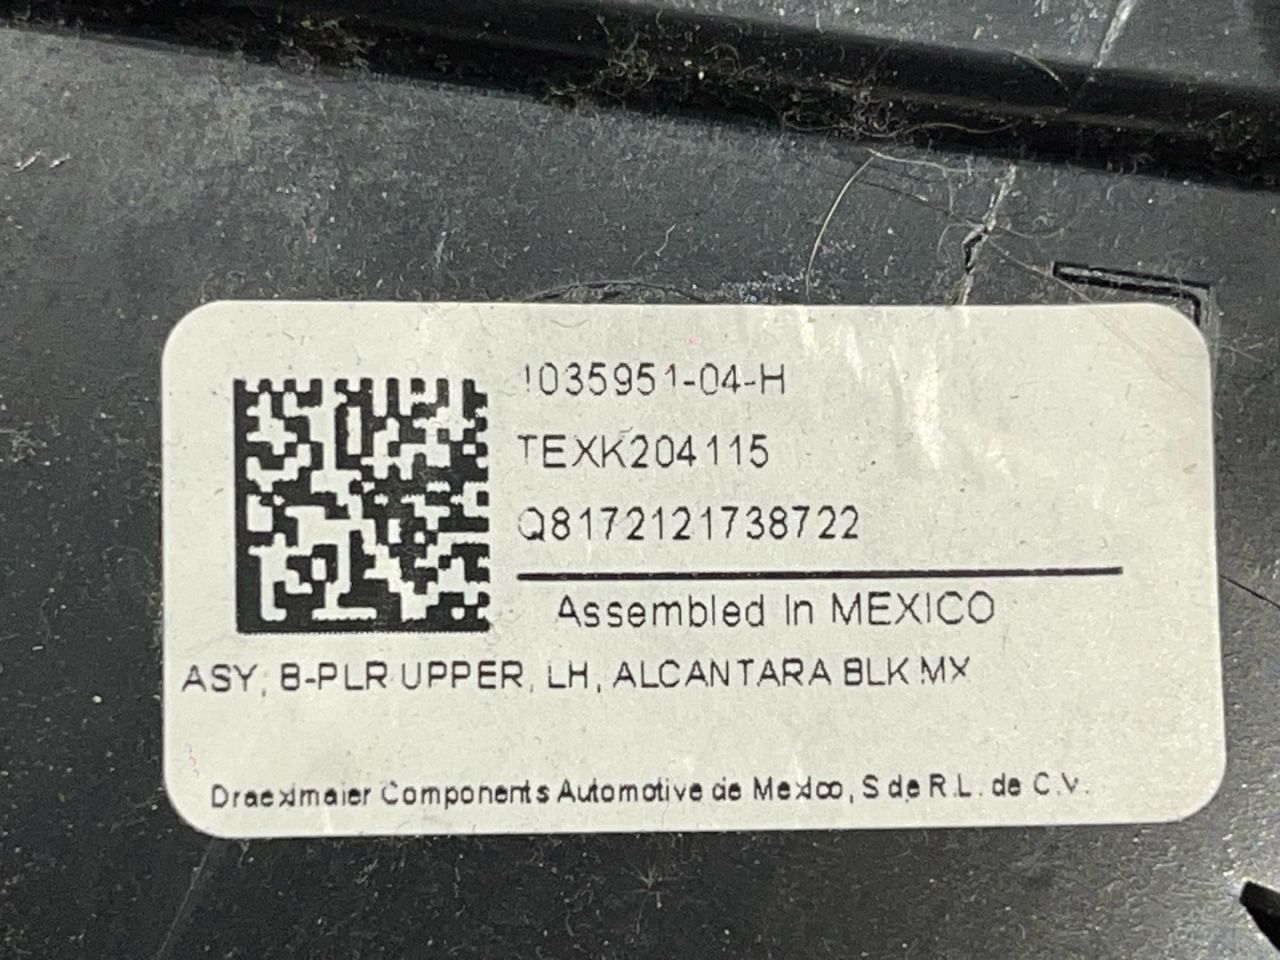 1035951-04-H
TEXK204115
Q8172121738722
Assembled In MEXICO
ASY, B-PLR UPPER, LH, ALCANTARA BLK MX
Draexlmaier Components Automotive de Mexico, S de R.L. de C.V.